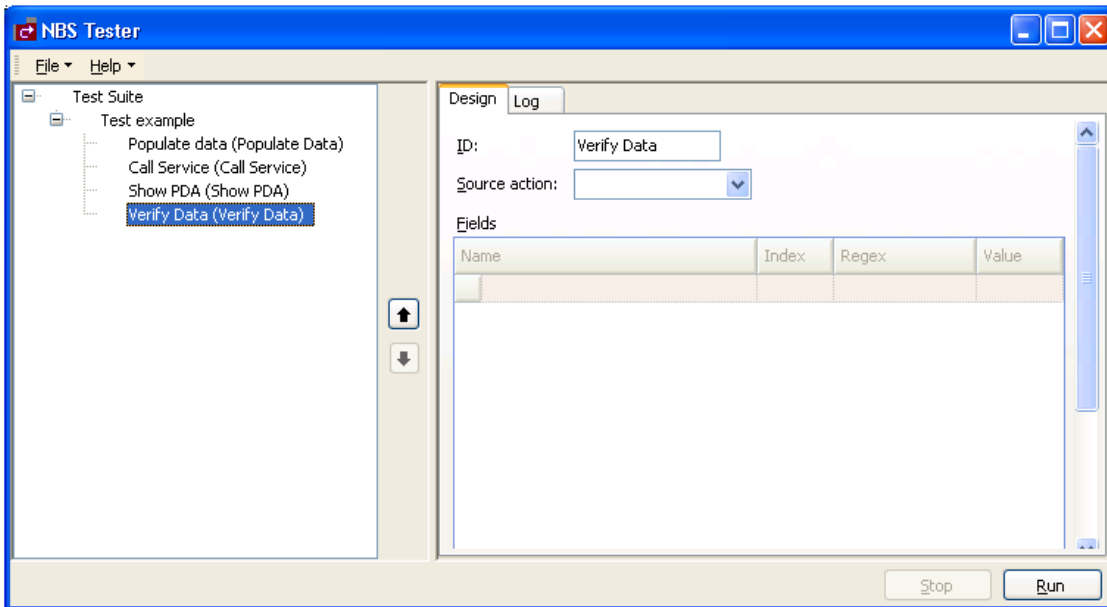 NBS Tester
File Help
Test Suite
Test example
Populate data (Populate Data)
Call Service (Call Service)
Show PDA (Show PDA)
Verify Data (Verify Data)
Design Log
ID: Verify Data
Source action:
Fields
Name Index Regex Value
Stop Run